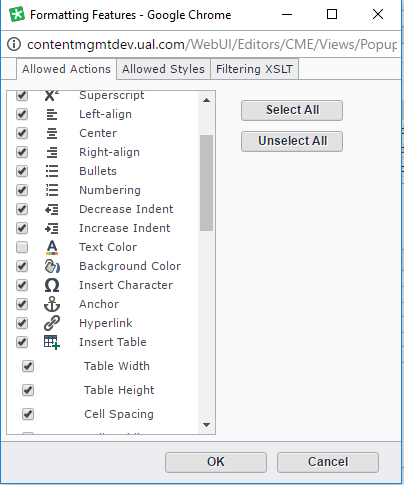 Formatting Features - Google Chrome
contentmgmtdev.ual.com/WebUI/Editors/CME/Views/Popup
Allowed Actions Allowed Styles Filtering XSLT
Superscript
Left-align
Center
Right-align
Bullets
Numbering
Decrease Indent
Increase Indent
Text Color
Background Color
Insert Character
Anchor
Hyperlink
Insert Table
Table Width
Table Height
Cell Spacing
Select All
Unselect All
OK Cancel